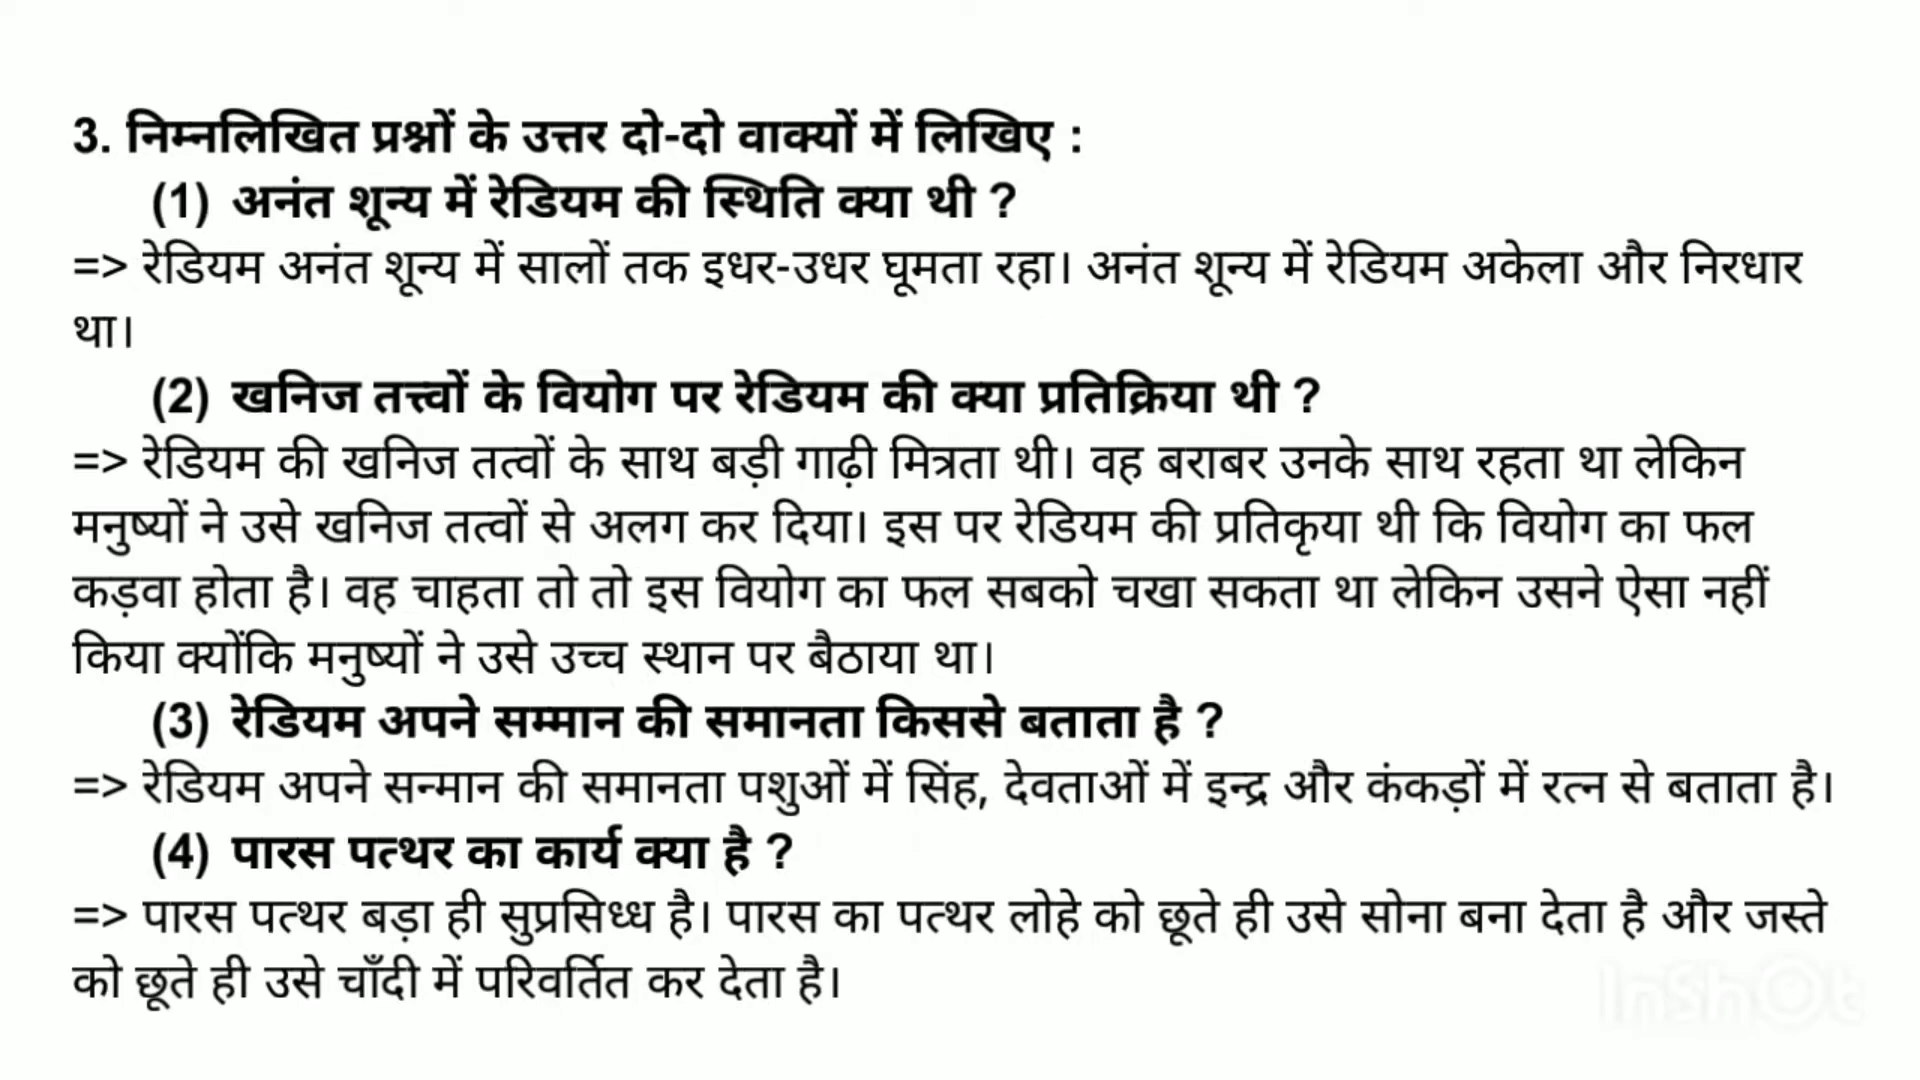 3. निम्नलिखित प्रश्नों के उत्तर दो-दो वाक्यों में लिखिए :
(1) अनंत शून्य में रेडियम की स्थिति क्या थी ?
=> रेडियम अनंत शून्य में सालों तक इधर-उधर घूमता रहा। अनंत शून्य में रेडियम अकेला और निरधार
था।
(2) खनिज तत्त्वों के वियोग पर रेडियम की क्या प्रतिक्रिया थी ?
=> रेडियम की खनिज तत्वों के साथ बड़ी गाढ़ी मित्रता थी। वह बराबर उनके साथ रहता था लेकिन
मनुष्यों ने उसे खनिज तत्वों से अलग कर दिया। इस पर रेडियम की प्रतिकृया थी कि वियोग का फल
कड़वा होता है। वह चाहता तो तो इस वियोग का फल सबको चखा सकता था लेकिन उसने ऐसा नहीं
किया क्योंकि मनुष्यों ने उसे उच्च स्थान पर बैठाया था।
(3) रेडियम अपने सम्मान की समानता किससे बताता है ?
=> रेडियम अपने सन्मान की समानता पशुओं में सिंह, देवताओं में इन्द्र और कंकड़ों में रत्न से बताता है।
(4) पारस पत्थर का कार्य क्या है ?
=> पारस पत्थर बड़ा ही सुप्रसिध्ध है। पारस का पत्थर लोहे को छूते ही उसे सोना बना देता है और जस्ते
को छूते ही उसे चाँदी में परिवर्तित कर देता है।
InShOt